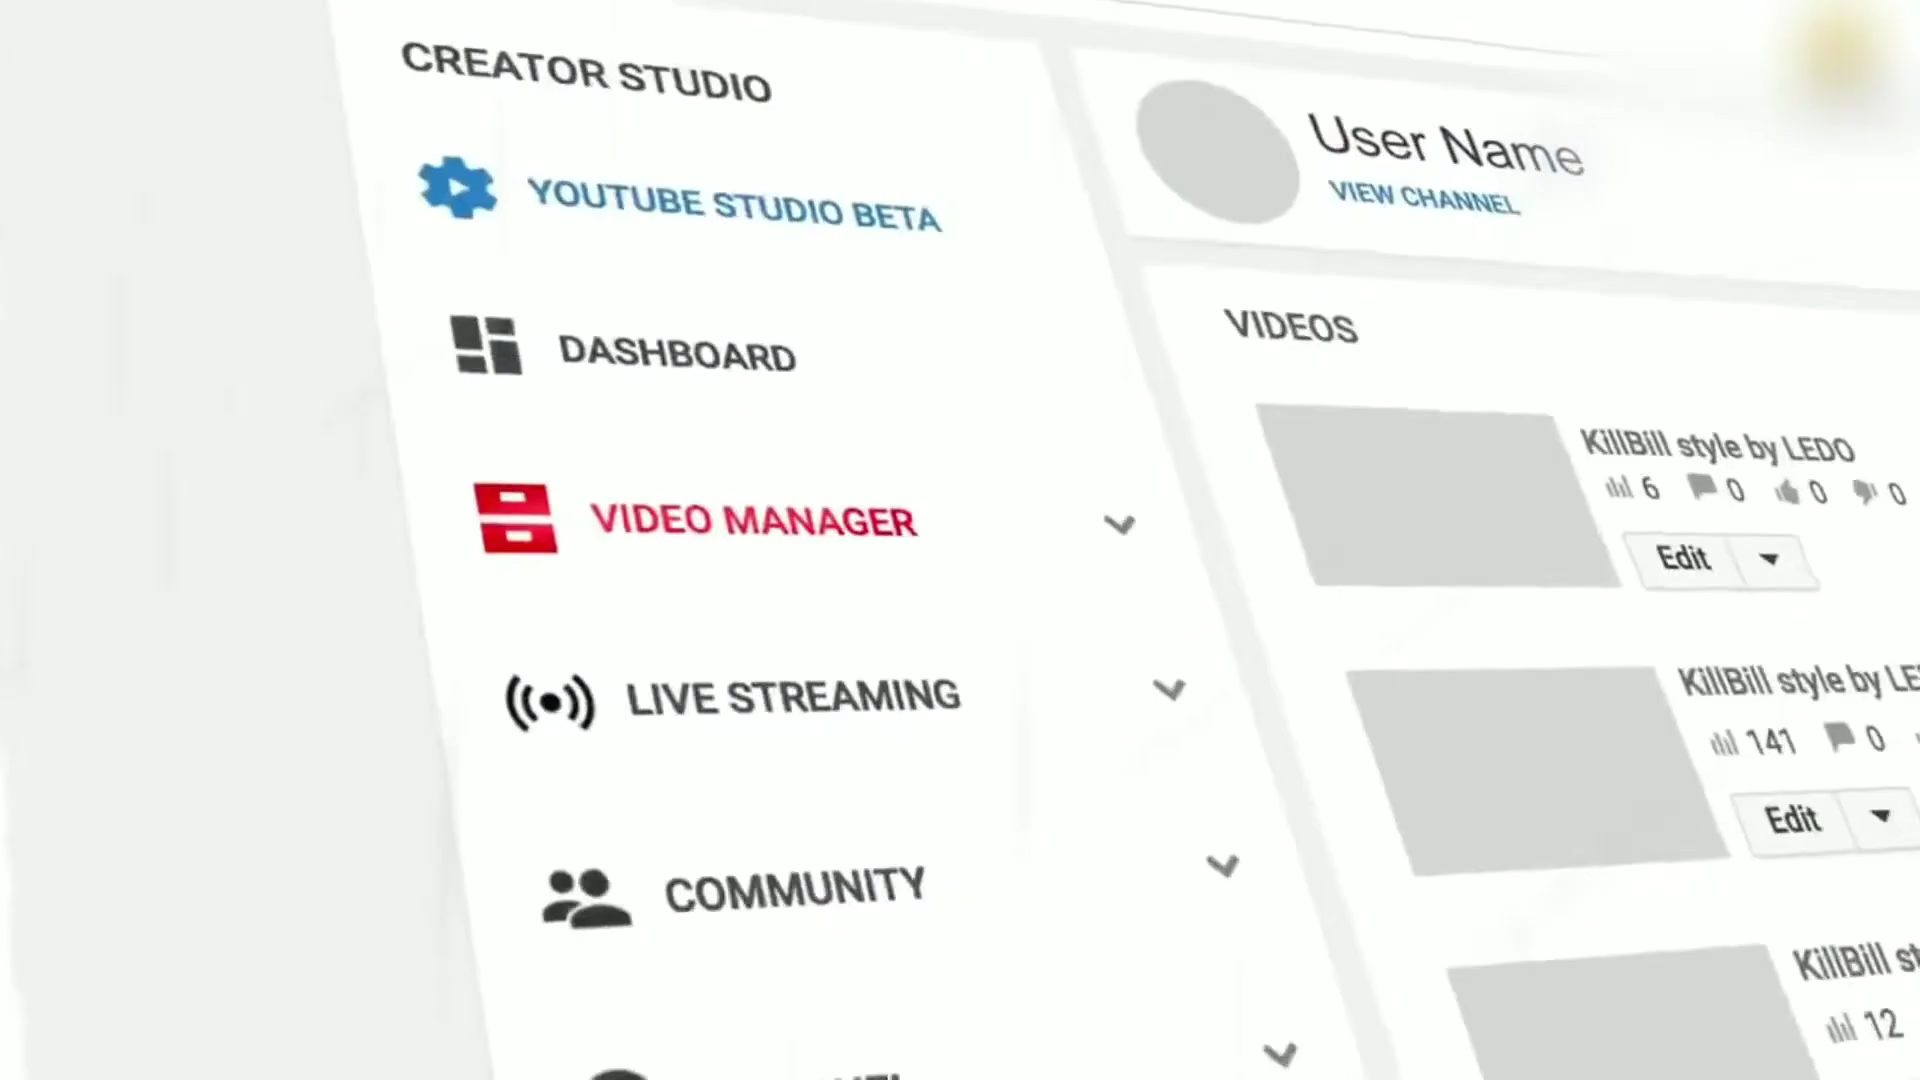 CREATOR STUDIO
YOUTUBE STUDIO BETA
DASHBOARD
VIDEO MANAGER
LIVE STREAMING
COMMUNITY
User Name
VIEW CHANNEL
VIDEOS
KillBill style by LEDO
6 0 0 0
Edit
KillBill style by
141 0
Edit
KillBill
12